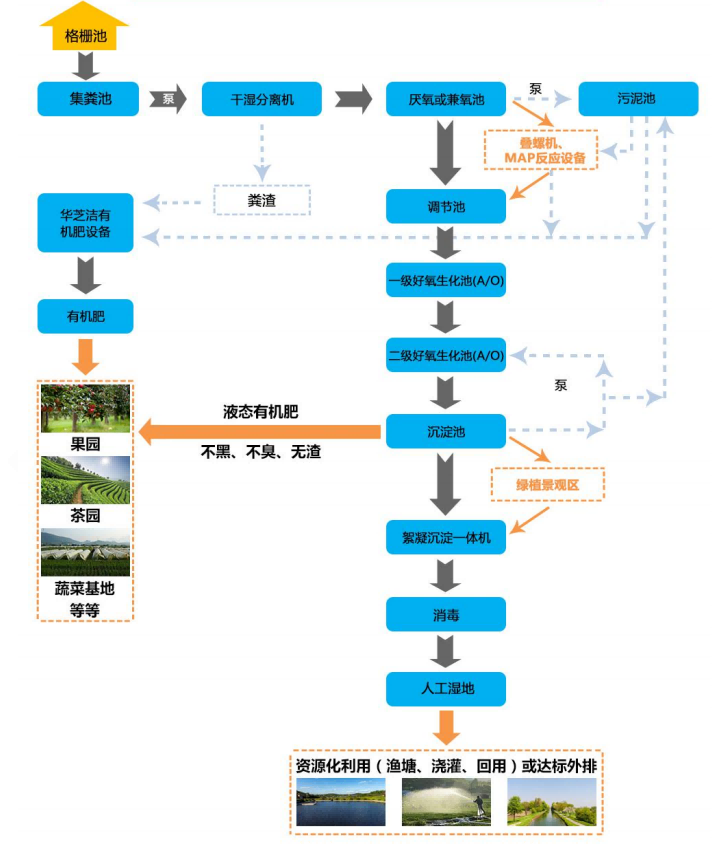 格栅池
集粪池
泵
干湿分离机
厌氧或兼氧池
泵
污泥池
叠螺机、
MAP反应设备
粪渣
调节池
华芝洁有
机肥设备
一级好氧生化池(A/O)
有机肥
二级好氧生化池(A/O)
泵
液态有机肥
不黑、不臭、无渣
沉淀池
果园
绿植景观区
茶园
絮凝沉淀一体机
蔬菜基地
等等
消毒
人工湿地
资源化利用（渔塘、浇灌、回用）或达标外排